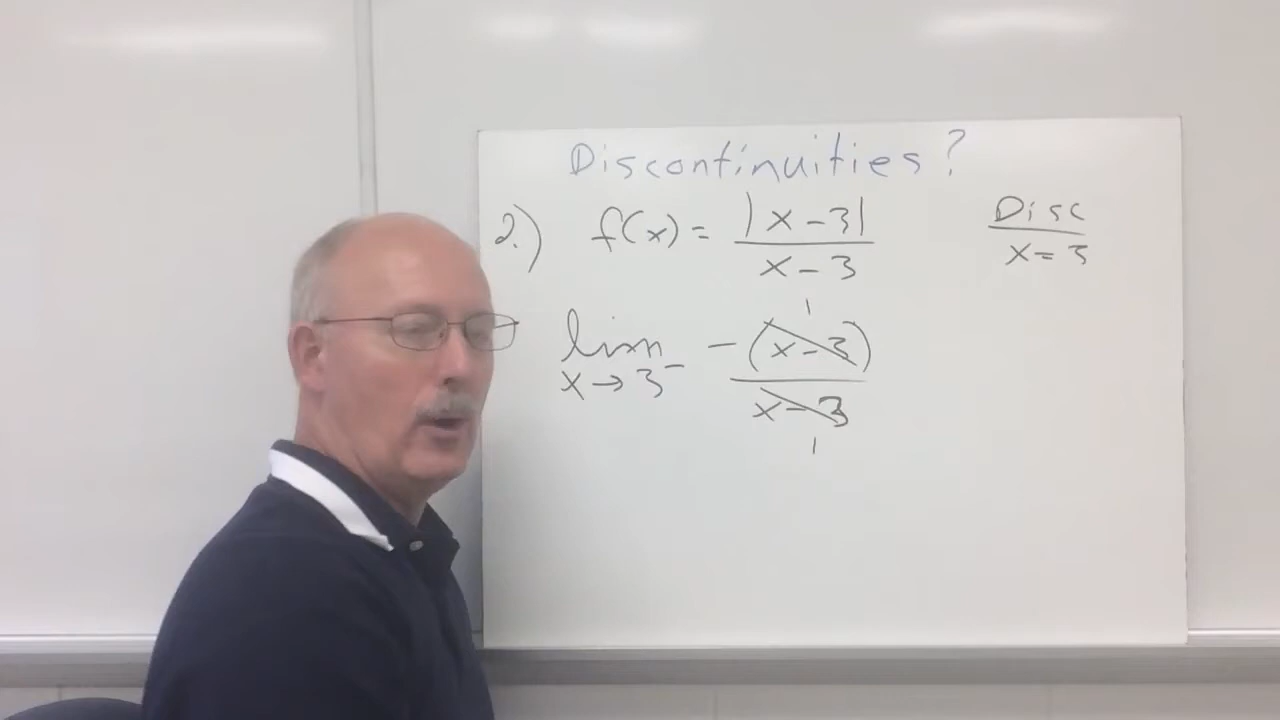 Discontinuities?
2.) f(x) = |x-3| / x-3
Disc
x = 3
lim x→3⁻ -(x-3) / x-3
1
1